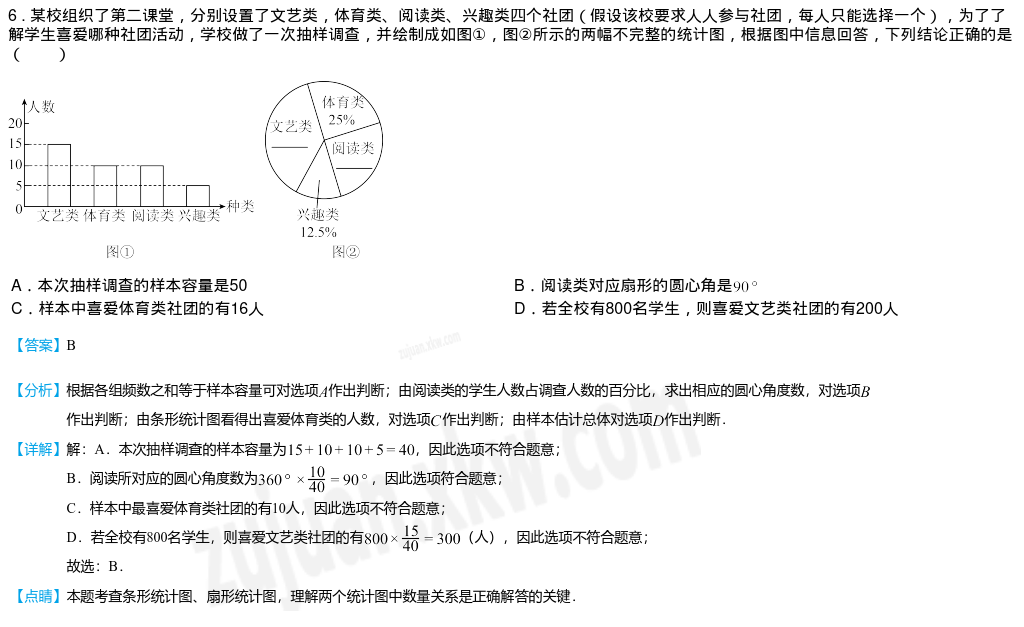 6．某校组织了第二课堂，分别设置了文艺类，体育类、阅读类、兴趣类四个社团（假设该校要求人人参与社团，每人只能选择一个），为了了
解学生喜爱哪种社团活动，学校做了一次抽样调查，并绘制成如图①，图②所示的两幅不完整的统计图，根据图中信息回答，下列结论正确的是
（　　）
人数
20
15
10
5
0
文艺类 体育类 阅读类 兴趣类
种类
图①
体育类
25%
文艺类
阅读类
兴趣类
12.5%
图②
A．本次抽样调查的样本容量是50
B．阅读类对应扇形的圆心角是90°
C．样本中喜爱体育类社团的有16人
D．若全校有800名学生，则喜爱文艺类社团的有200人
【答案】B
【分析】根据各组频数之和等于样本容量可对选项A作出判断；由阅读类的学生人数占调查人数的百分比，求出相应的圆心角度数，对选项B
作出判断；由条形统计图看得出喜爱体育类的人数，对选项C作出判断；由样本估计总体对选项D作出判断．
【详解】解：A．本次抽样调查的样本容量为15+10+10+5=40，因此选项不符合题意；
B．阅读所对应的圆心角度数为360°×10/40=90°，因此选项符合题意；
C．样本中最喜爱体育类社团的有10人，因此选项不符合题意；
D．若全校有800名学生，则喜爱文艺类社团的有800×15/40=300（人），因此选项不符合题意；
故选：B．
【点睛】本题考查条形统计图、扇形统计图，理解两个统计图中数量关系是正确解答的关键．
zujuan.xkw.com
zujuan.xkw.com